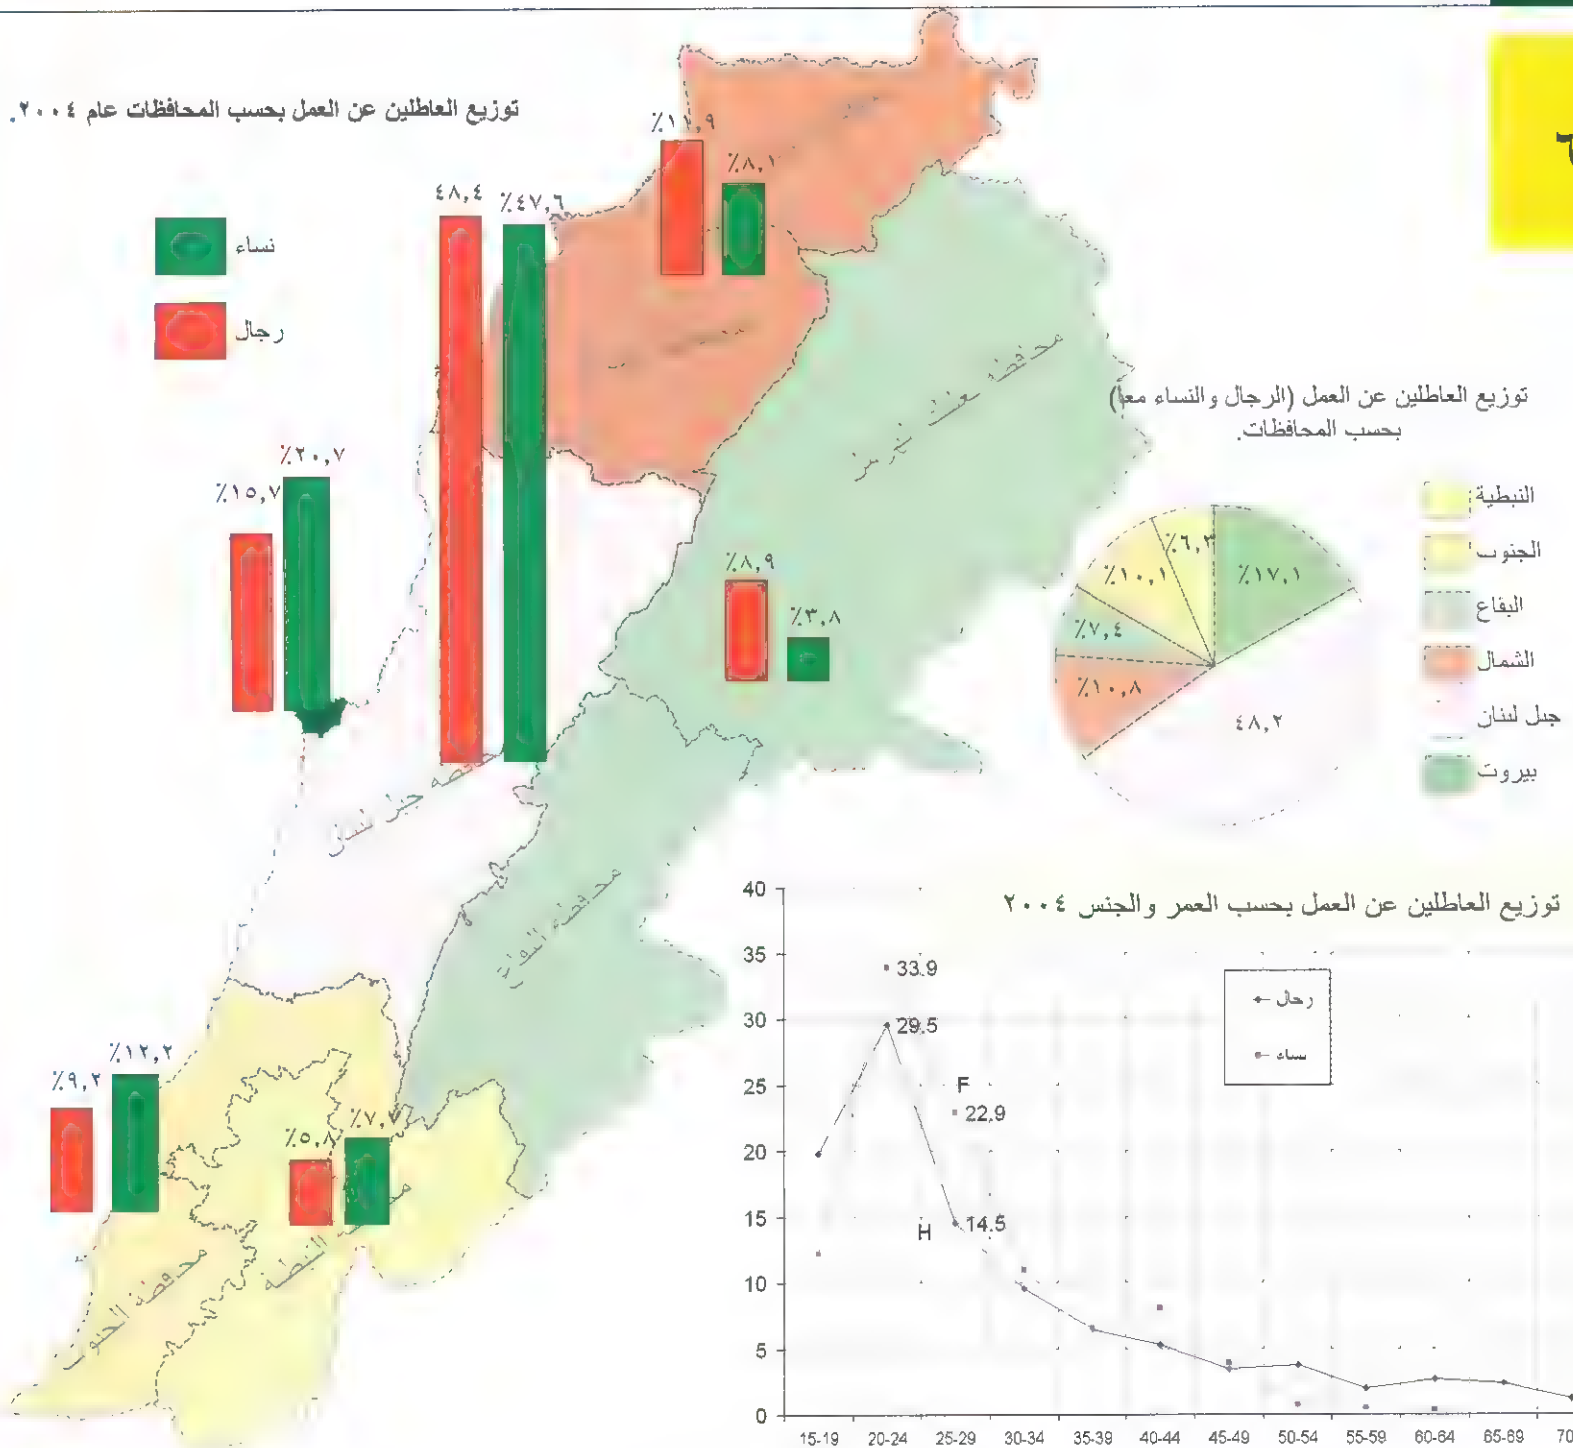 توزيع العاطلين عن العمل بحسب المحافظات عام ٢٠٠٤.
٦
نساء
رجال
٪١١,٩
٪٨,١
٤٨,٤
٪٤٧,٦
٪٢٠,٧
٪١٥,٧
٪٨,٩
٪٣,٨
٪١٢,٢
٪٩,٢
٪٥,٨
٪٧,٧
محافظة
جبل لبنان
محافظة البقاع
محافظة الجنوب
النبطية
توزيع العاطلين عن العمل (الرجال والنساء معا)
بحسب المحافظات.
النبطية
الجنوب
البقاع
الشمال
جبل لبنان
بيروت
٪٦,٣
٪١٧,١
٪١٠,١
٪٧,٤
٪١٠,٨
٤٨,٢
توزيع العاطلين عن العمل بحسب العمر والجنس ٢٠٠٤
رجال
نساء
40
35
30
25
20
15
10
5
0
33.9
29.5
F
22.9
H
14.5
15-19 20-24 25-29 30-34 35-39 40-44 45-49 50-54 55-59 60-64 65-69 70